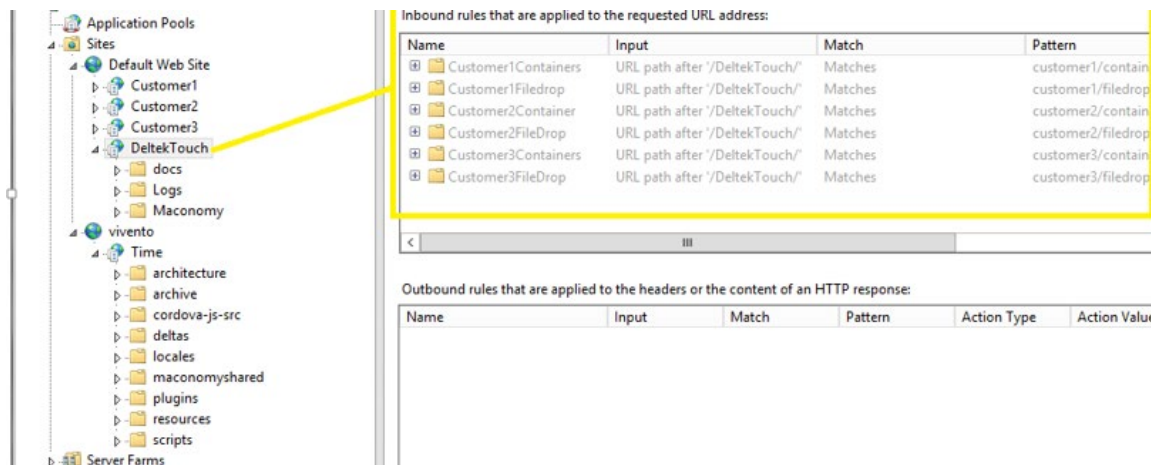 Application Pools
Sites
Default Web Site
Customer1
Customer2
Customer3
DeltekTouch
docs
Logs
Maconomy
vivento
Time
architecture
archive
cordova-js-src
deltas
locales
maconomyshared
plugins
resources
scripts
Server Farms
Inbound rules that are applied to the requested URL address:
Name Input Match Pattern
Customer1Containers URL path after '/DeltekTouch/' Matches customer1/contain
Customer1Filedrop URL path after '/DeltekTouch/' Matches customer1/filedrop
Customer2Container URL path after '/DeltekTouch/' Matches customer2/contain
Customer2FileDrop URL path after '/DeltekTouch/' Matches customer2/filedrop
Customer3Containers URL path after '/DeltekTouch/' Matches customer3/contain
Customer3FileDrop URL path after '/DeltekTouch/' Matches customer3/filedrop
Outbound rules that are applied to the headers or the content of an HTTP response:
Name Input Match Pattern Action Type Action Value